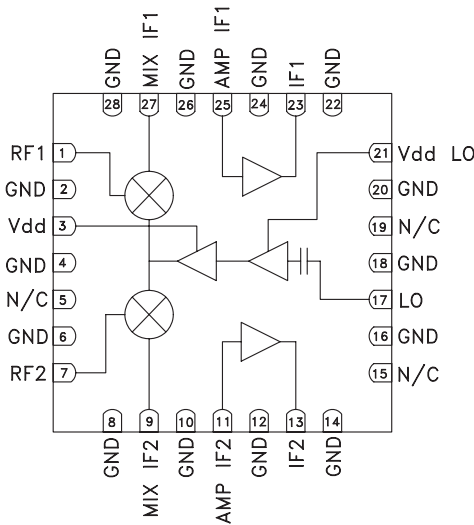 GND
MIX IF1
GND
AMP IF1
GND
IF1
GND
28
27
26
25
24
23
22
RF1 1
GND 2
Vdd 3
GND 4
N/C 5
GND 6
RF2 7
21 Vdd LO
20 GND
19 N/C
18 GND
17 LO
16 GND
15 N/C
8
9
10
11
12
13
14
GND
MIX IF2
GND
AMP IF2
GND
IF2
GND